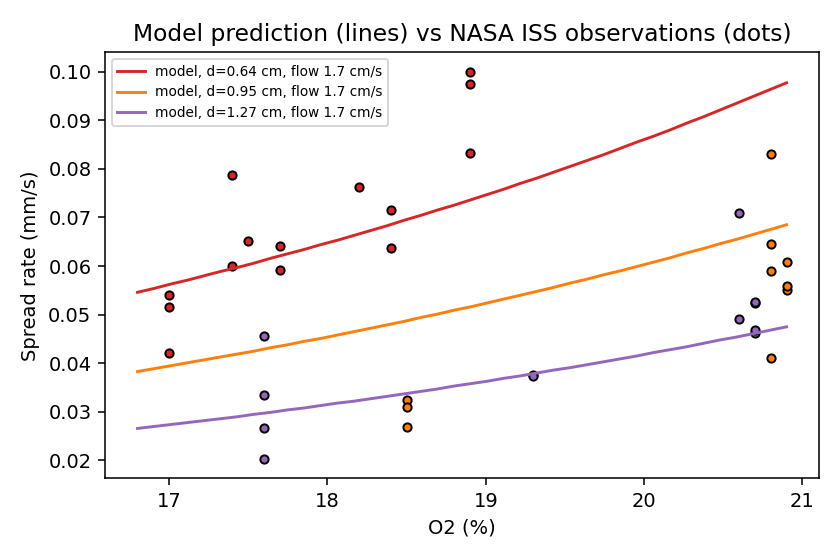 Model prediction (lines) vs NASA ISS observations (dots)
model, d=0.64 cm, flow 1.7 cm/s
model, d=0.95 cm, flow 1.7 cm/s
model, d=1.27 cm, flow 1.7 cm/s
Spread rate (mm/s)
0.10
0.09
0.08
0.07
0.06
0.05
0.04
0.03
0.02
17 18 19 20 21
O2 (%)